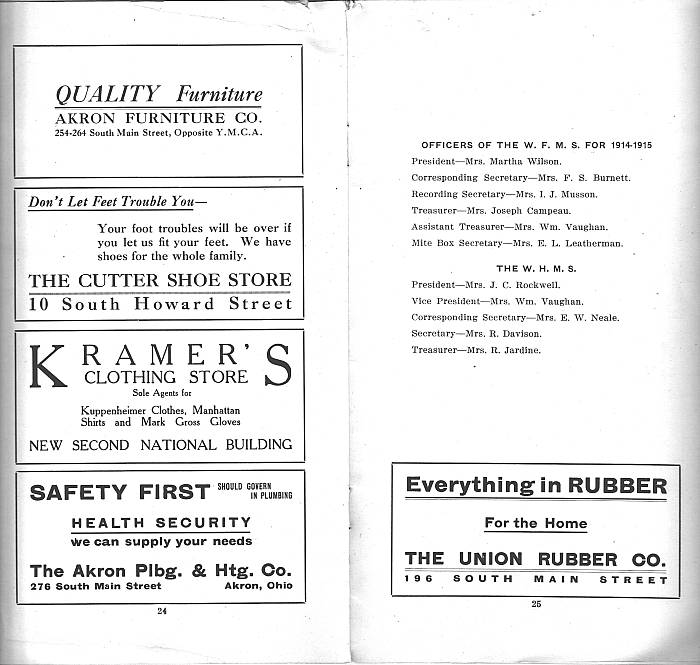 QUALITY Furniture
AKRON FURNITURE CO.
254-264 South Main Street, Opposite Y.M.C.A.
Don't Let Feet Trouble You—
Your foot troubles will be over if
you let us fit your feet. We have
shoes for the whole family.
THE CUTTER SHOE STORE
10 South Howard Street
KRAMER'S
CLOTHING STORE
Sole Agents for
Kuppenheimer Clothes, Manhattan
Shirts and Mark Cross Gloves
NEW SECOND NATIONAL BUILDING
SAFETY FIRST SHOULD GOVERN
IN PLUMBING
HEALTH SECURITY
We can supply your needs
The Akron Plbg. & Htg. Co.
276 South Main Street Akron, Ohio
24
OFFICERS OF THE W. F. M. S. FOR 1914-1915
President—Mrs. Martha Wilson.
Corresponding Secretary—Mrs. F. S. Burnett.
Recording Secretary—Mrs. I. J. Musson.
Treasurer—Mrs. Joseph Campeau.
Assistant Treasurer—Mrs. Wm. Vaughan.
Mite Box Secretary—Mrs. E. L. Leatherman.
THE W. H. M. S.
President—Mrs. J. C. Rockwell.
Vice President—Mrs. Wm. Vaughan.
Corresponding Secretary—Mrs. E. W. Neale.
Secretary—Mrs. R. Davison.
Treasurer—Mrs. R. Jardine.
Everything in RUBBER
For the Home
THE UNION RUBBER CO.
196 SOUTH MAIN STREET
25